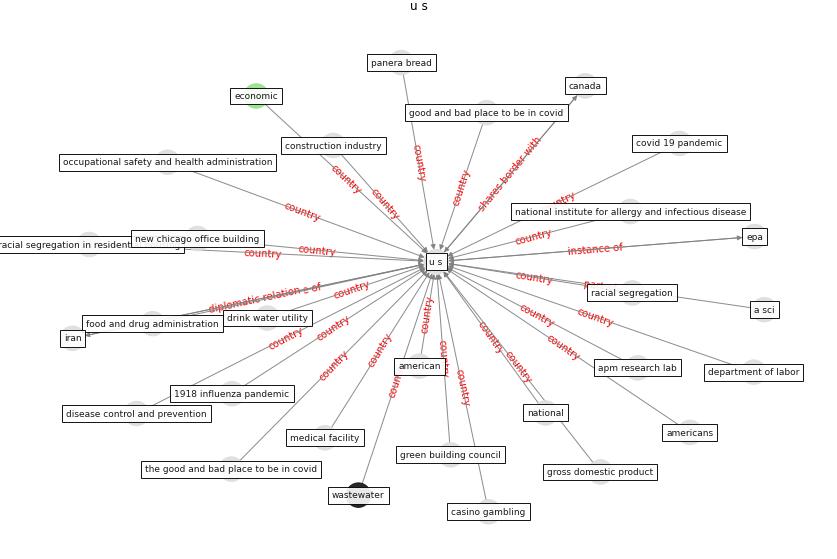 u s
panera bread
canada
economic
good and bad place to be in covid
construction industry
covid 19 pandemic
shares border with
country
country
country
country
country
occupational safety and health administration
national institute for allergy and infectious disease
country
new chicago office building
racial segregation in
country
country
country
instance of
epa
u s
diplomatic relation
of
country
country
racial segregation
a sci
food and drug administration
drink water utility
iran
country
country
country
country
country
country
country
country
country
country
country
american
apm research lab
department of labor
1918 influenza pandemic
country
disease control and prevention
national
americans
medical facility
green building council
the good and bad place to be in covid
gross domestic product
wastewater
casino gambling